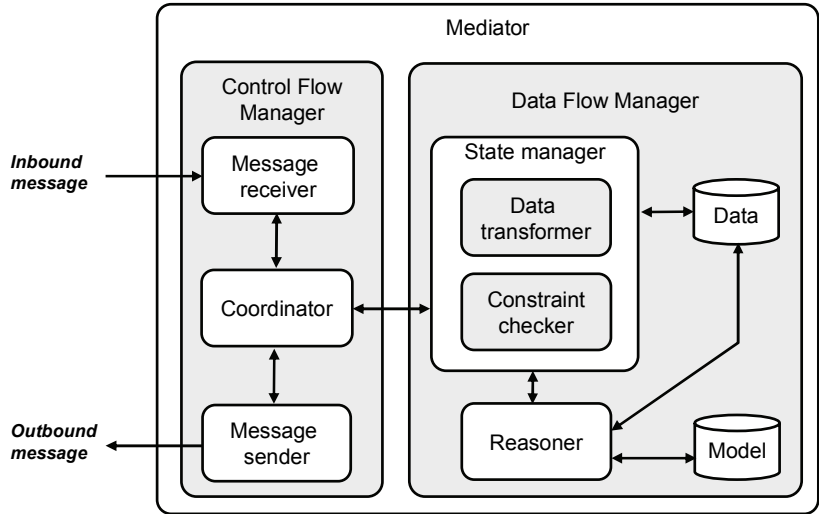 Mediator
Control Flow
Manager
Inbound
message
Message
receiver
Coordinator
Outbound
message
Message
sender
Data Flow Manager
State manager
Data
transformer
Constraint
checker
Data
Reasoner
Model